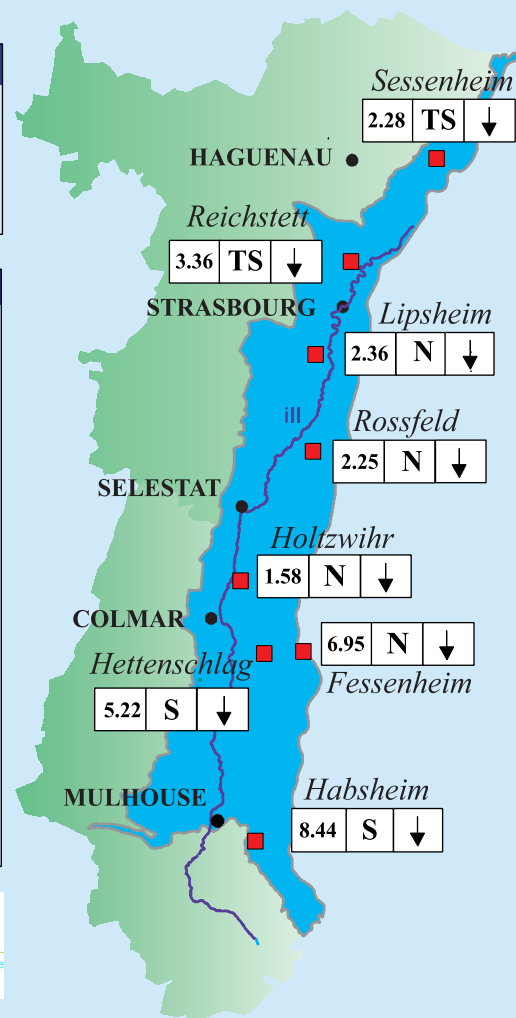 Sessenheim
2.28 TS ↓
HAGUENAU
Reichstett
3.36 TS ↓
STRASBOURG
Lipsheim
2.36 N ↓
ill
Rossfeld
2.25 N ↓
SELESTAT
Holtzwihr
1.58 N ↓
COLMAR
6.95 N ↓
Hettenschlag
Fessenheim
5.22 S ↓
MULHOUSE
Habsheim
8.44 S ↓